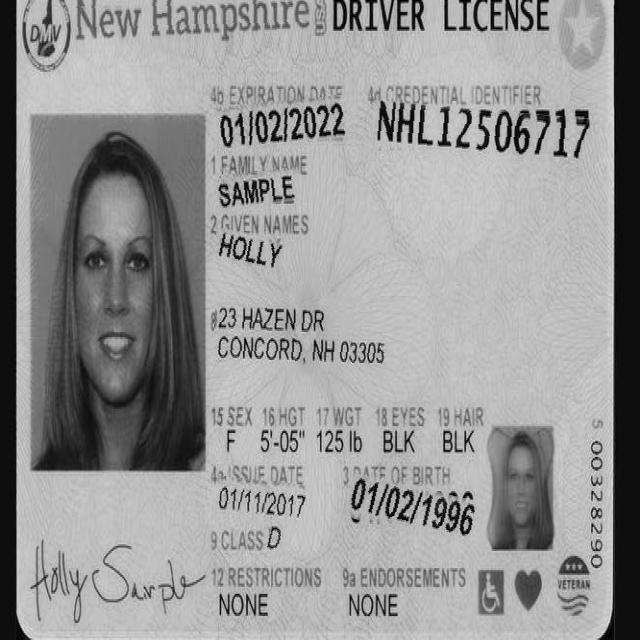 DMV New Hampshire USA DRIVER LICENSE
4b EXPIRATION DATE 4d CREDENTIAL IDENTIFIER
01/02/2022 NHL12506717
1 FAMILY NAME
SAMPLE
2 GIVEN NAMES
HOLLY
8 23 HAZEN DR
CONCORD, NH 03305
15 SEX 16 HGT 17 WGT 18 EYES 19 HAIR
F 5'-05" 125 lb BLK BLK
4a ISSUE DATE 3 DATE OF BIRTH
01/11/2017 01/02/1996
9 CLASS D
12 RESTRICTIONS 9a ENDORSEMENTS
NONE NONE
VETERAN
Holly Sample
5 00328290